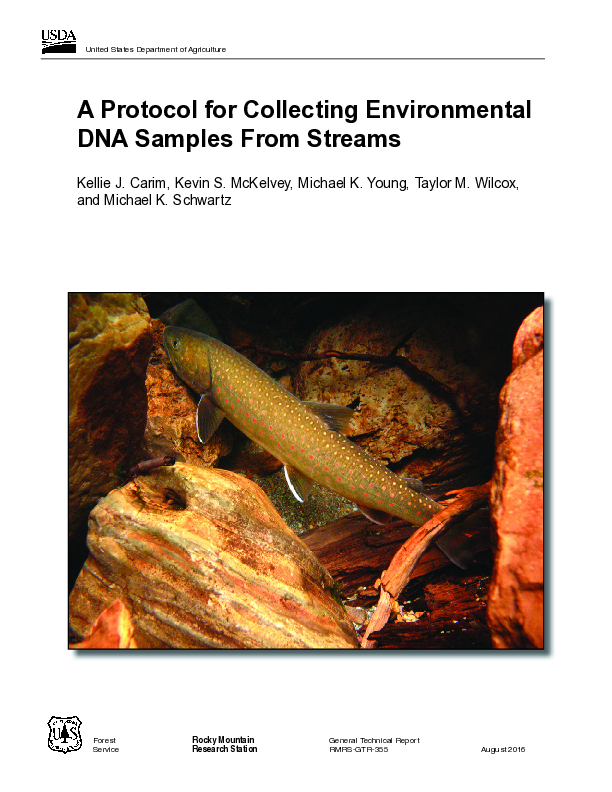 USDA
United States Department of Agriculture
A Protocol for Collecting Environmental
DNA Samples From Streams
Kellie J. Carim, Kevin S. McKelvey, Michael K. Young, Taylor M. Wilcox,
and Michael K. Schwartz
U S
Forest
Service
Rocky Mountain
Research Station
General Technical Report
RMRS-GTR-355
August 2016